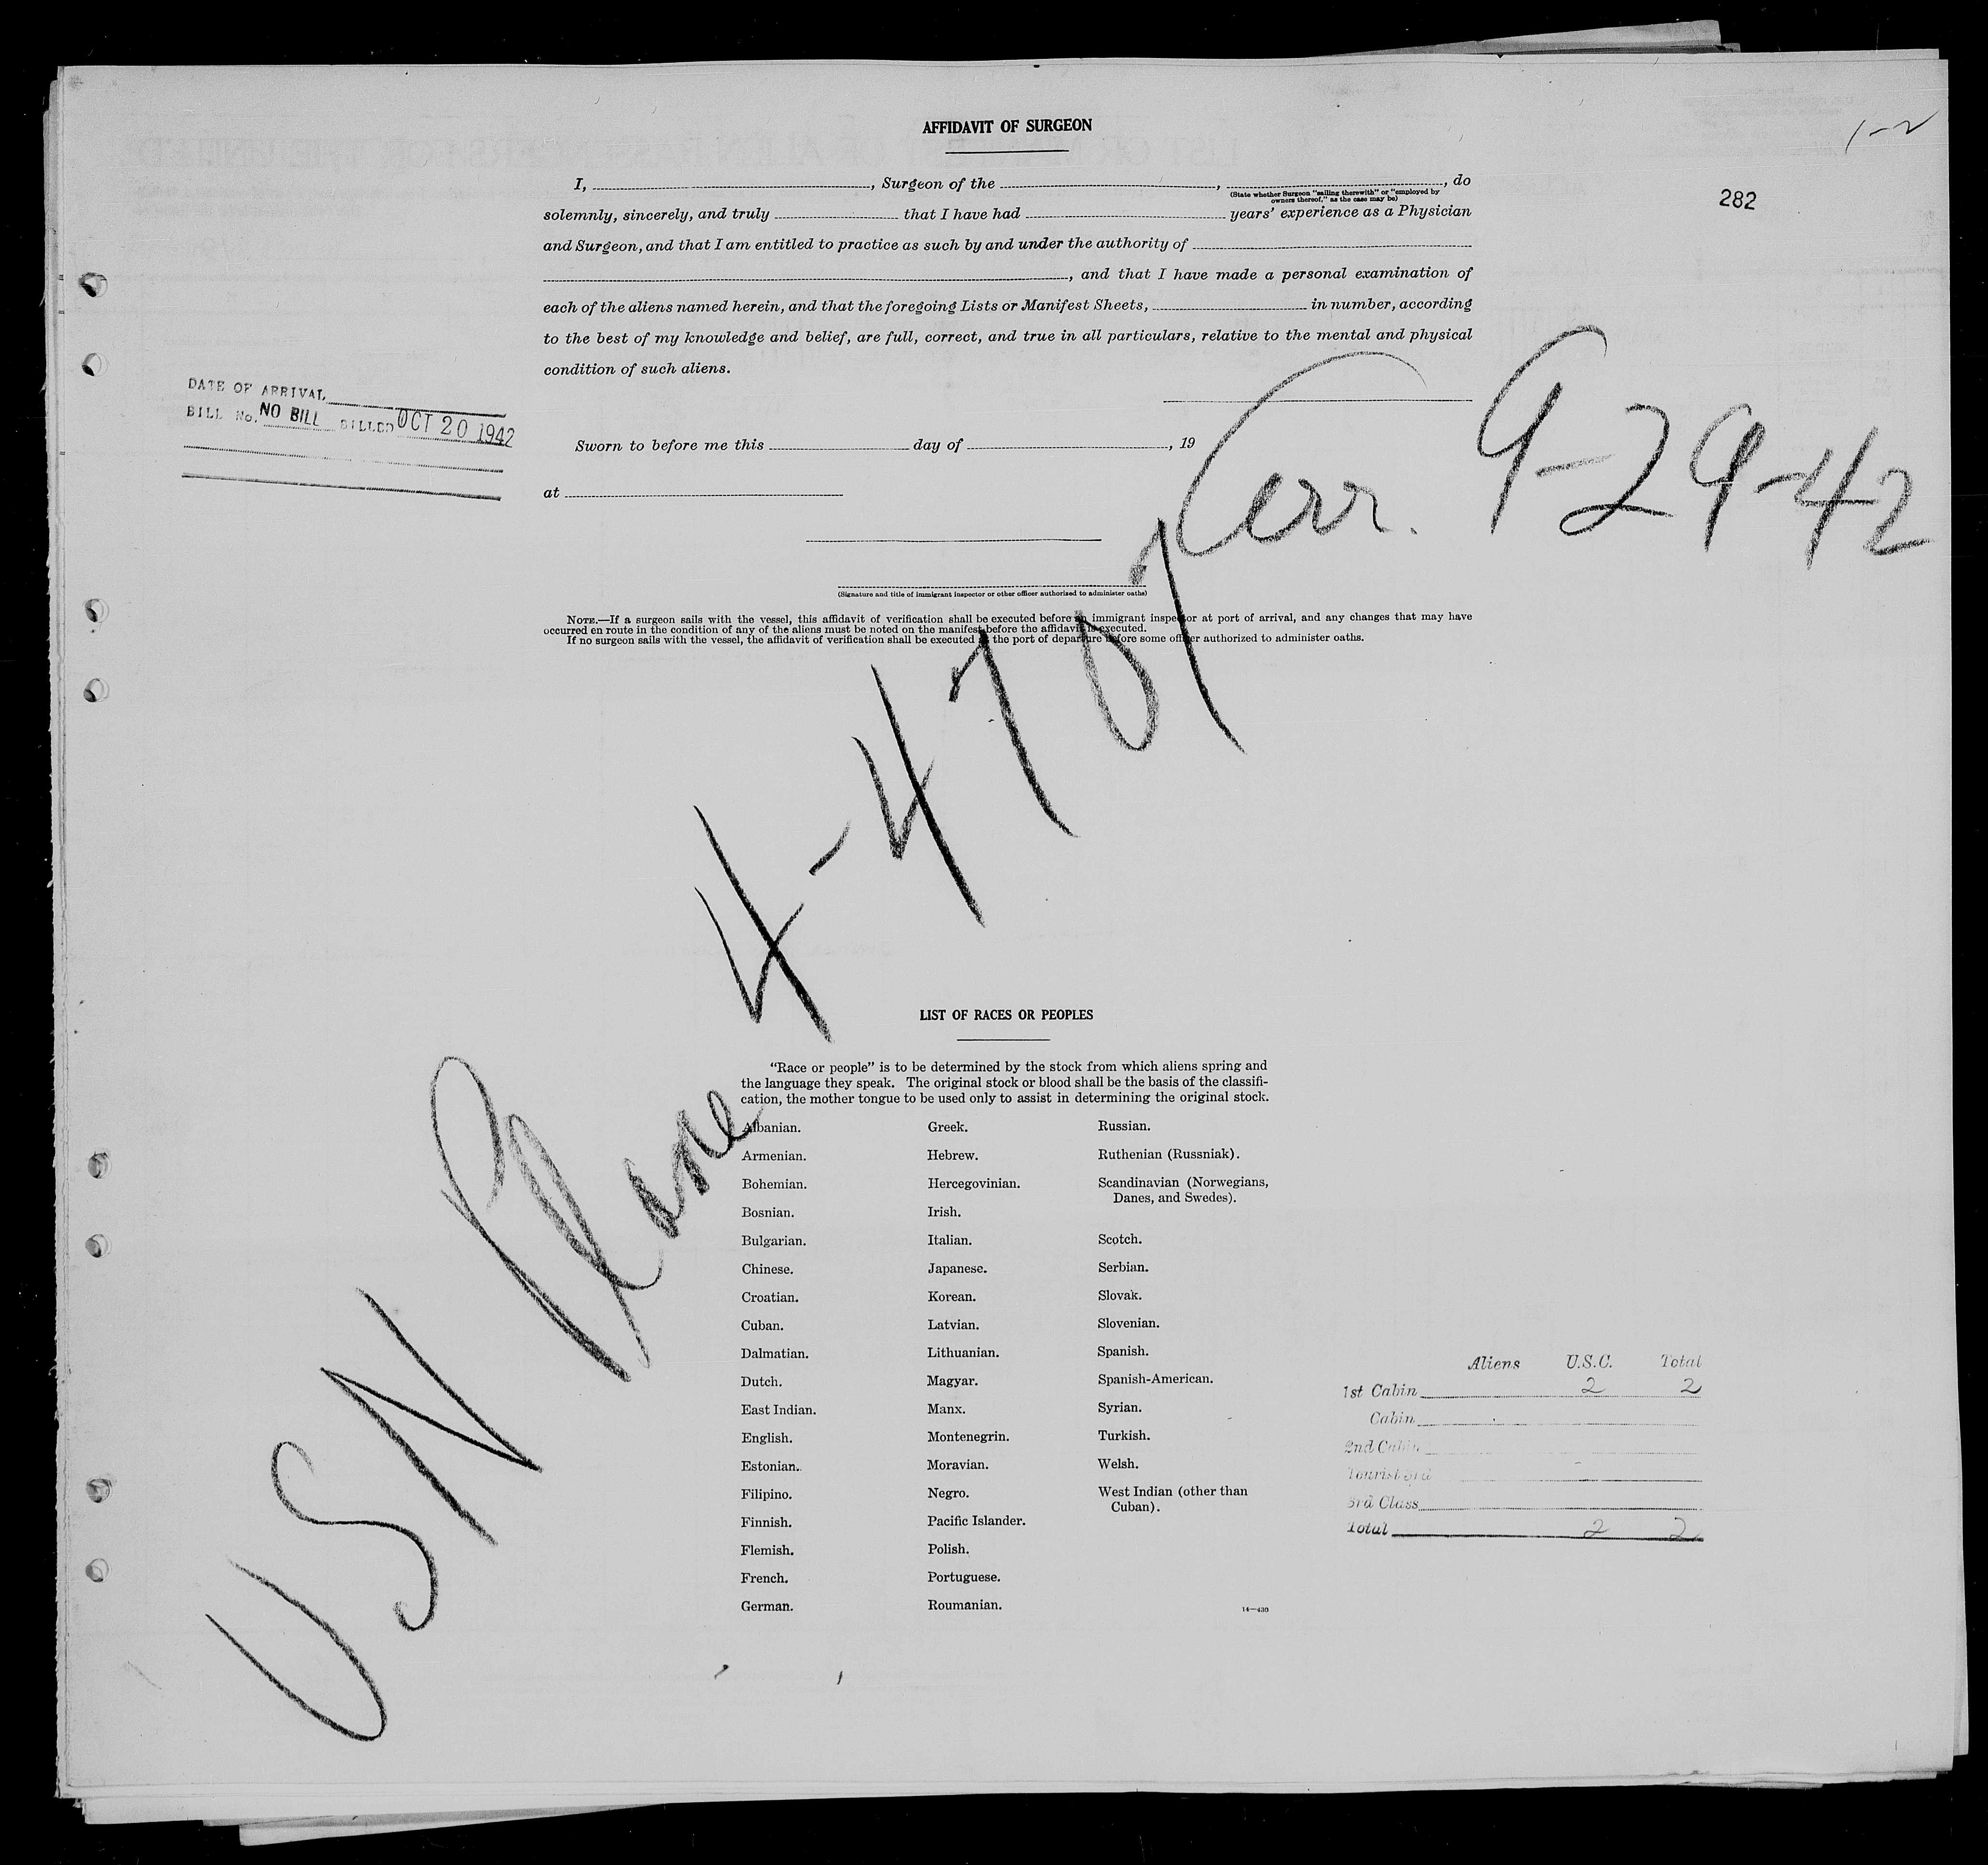 AFFIDAVIT OF SURGEON
1-2
282
I, , Surgeon of the , , do
(State whether Surgeon "sailing therewith" or "employed by
owners thereof," as the case may be)
solemnly, sincerely, and truly that I have had years' experience as a Physician
and Surgeon, and that I am entitled to practice as such by and under the authority of
, and that I have made a personal examination of
each of the aliens named herein, and that the foregoing Lists or Manifest Sheets, in number, according
to the best of my knowledge and belief, are full, correct, and true in all particulars, relative to the mental and physical
condition of such aliens.
DATE OF ARRIVAL
BILL No. NO BILL BILLED OCT 20 1942
Sworn to before me this day of , 19
at
arr. 9-29-42
(Signature and title of immigrant inspector or other officer authorized to administer oaths)
NOTE.—If a surgeon sails with the vessel, this affidavit of verification shall be executed before an immigrant inspector at port of arrival, and any changes that may have
occurred en route in the condition of any of the aliens must be noted on the manifest before the affidavit is executed.
If no surgeon sails with the vessel, the affidavit of verification shall be executed at the port of departure before some officer authorized to administer oaths.
USN Plane 4-4707
LIST OF RACES OR PEOPLES
"Race or people" is to be determined by the stock from which aliens spring and
the language they speak. The original stock or blood shall be the basis of the classifi-
cation, the mother tongue to be used only to assist in determining the original stock.
Albanian.
Armenian.
Bohemian.
Bosnian.
Bulgarian.
Chinese.
Croatian.
Cuban.
Dalmatian.
Dutch.
East Indian.
English.
Estonian.
Filipino.
Finnish.
Flemish.
French.
German.
Greek.
Hebrew.
Hercegovinian.
Irish.
Italian.
Japanese.
Korean.
Latvian.
Lithuanian.
Magyar.
Manx.
Montenegrin.
Moravian.
Negro.
Pacific Islander.
Polish.
Portuguese.
Roumanian.
Russian.
Ruthenian (Russniak).
Scandinavian (Norwegians,
Danes, and Swedes).
Scotch.
Serbian.
Slovak.
Slovenian.
Spanish.
Spanish-American.
Syrian.
Turkish.
Welsh.
West Indian (other than
Cuban).
14—430
Aliens U.S.C. Total
1st Cabin 2 2
Cabin
2nd Cabin
Tourist 3rd
3rd Class
Total 2 2